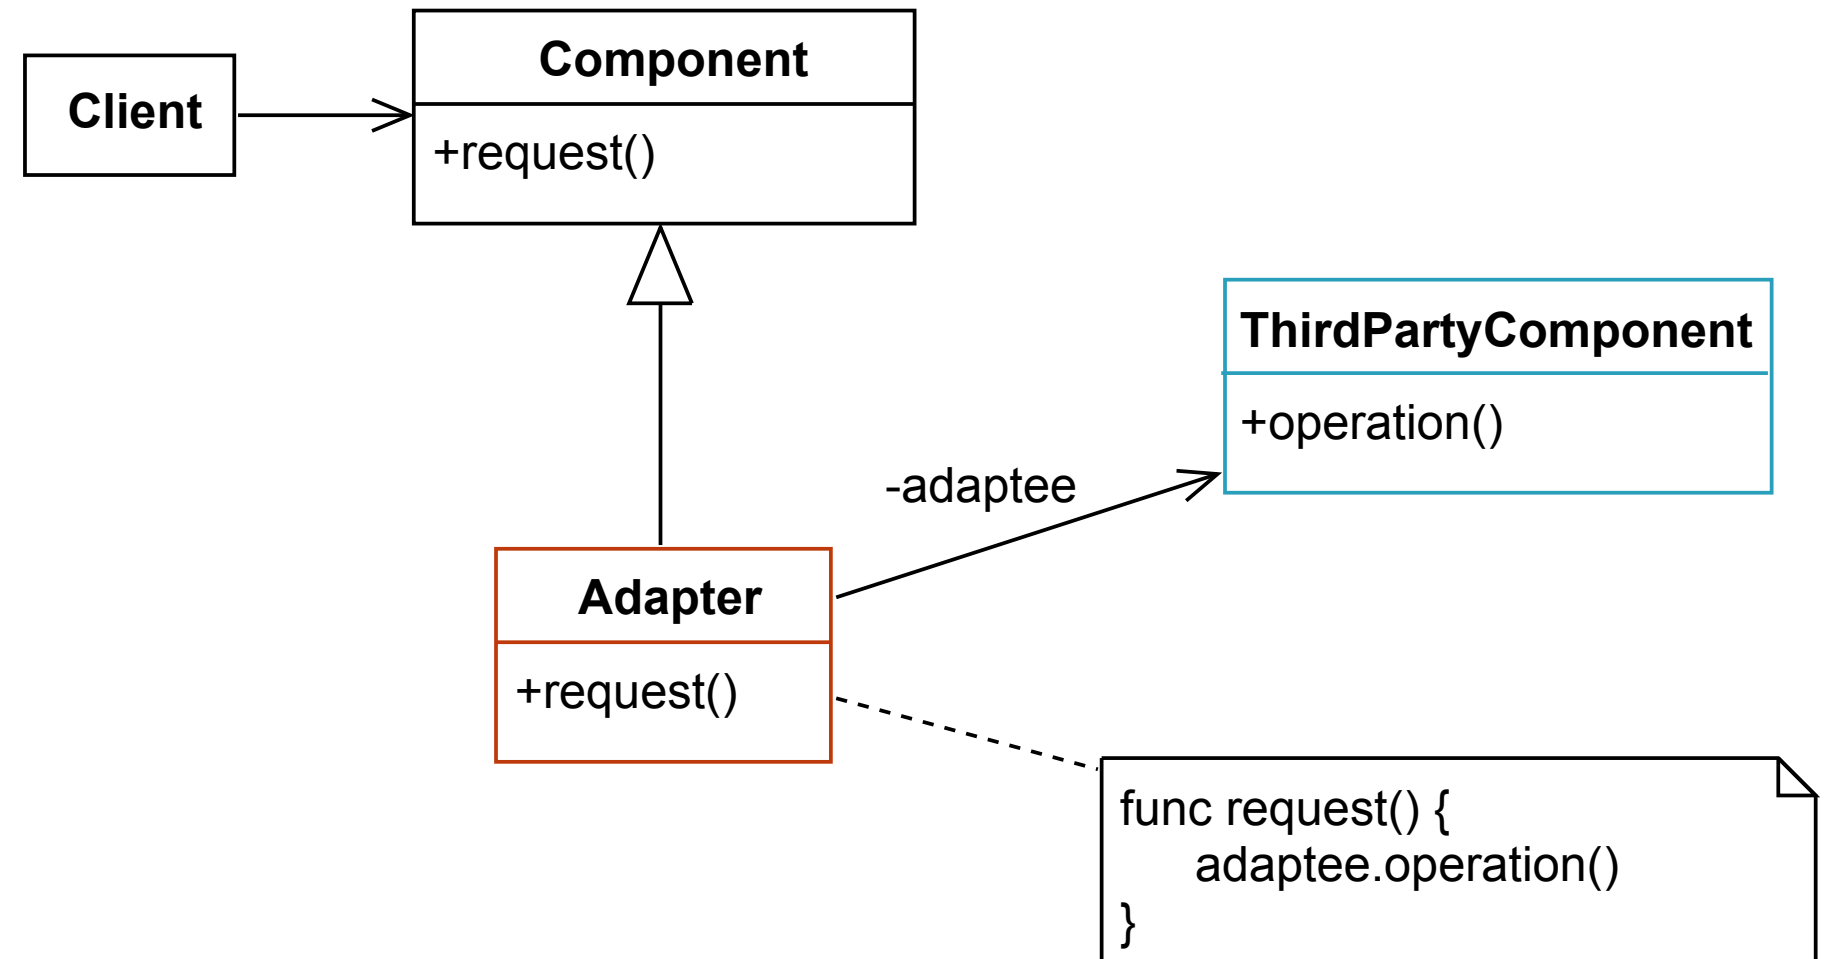 Client
Component
+request()
ThirdPartyComponent
+operation()
-adaptee
Adapter
+request()
func request() {
adaptee.operation()
}